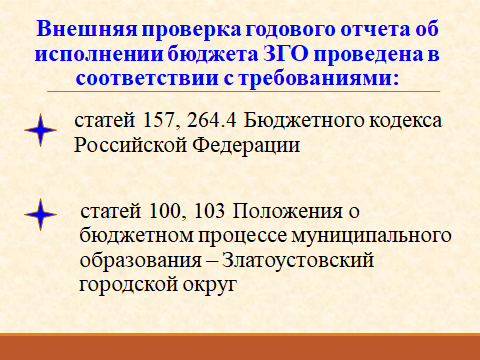 Внешняя проверка годового отчета об
исполнении бюджета ЗГО проведена в
соответствии с требованиями:
статей 157, 264.4 Бюджетного кодекса
Российской Федерации
статей 100, 103 Положения о
бюджетном процессе муниципального
образования – Златоустовский
городской округ